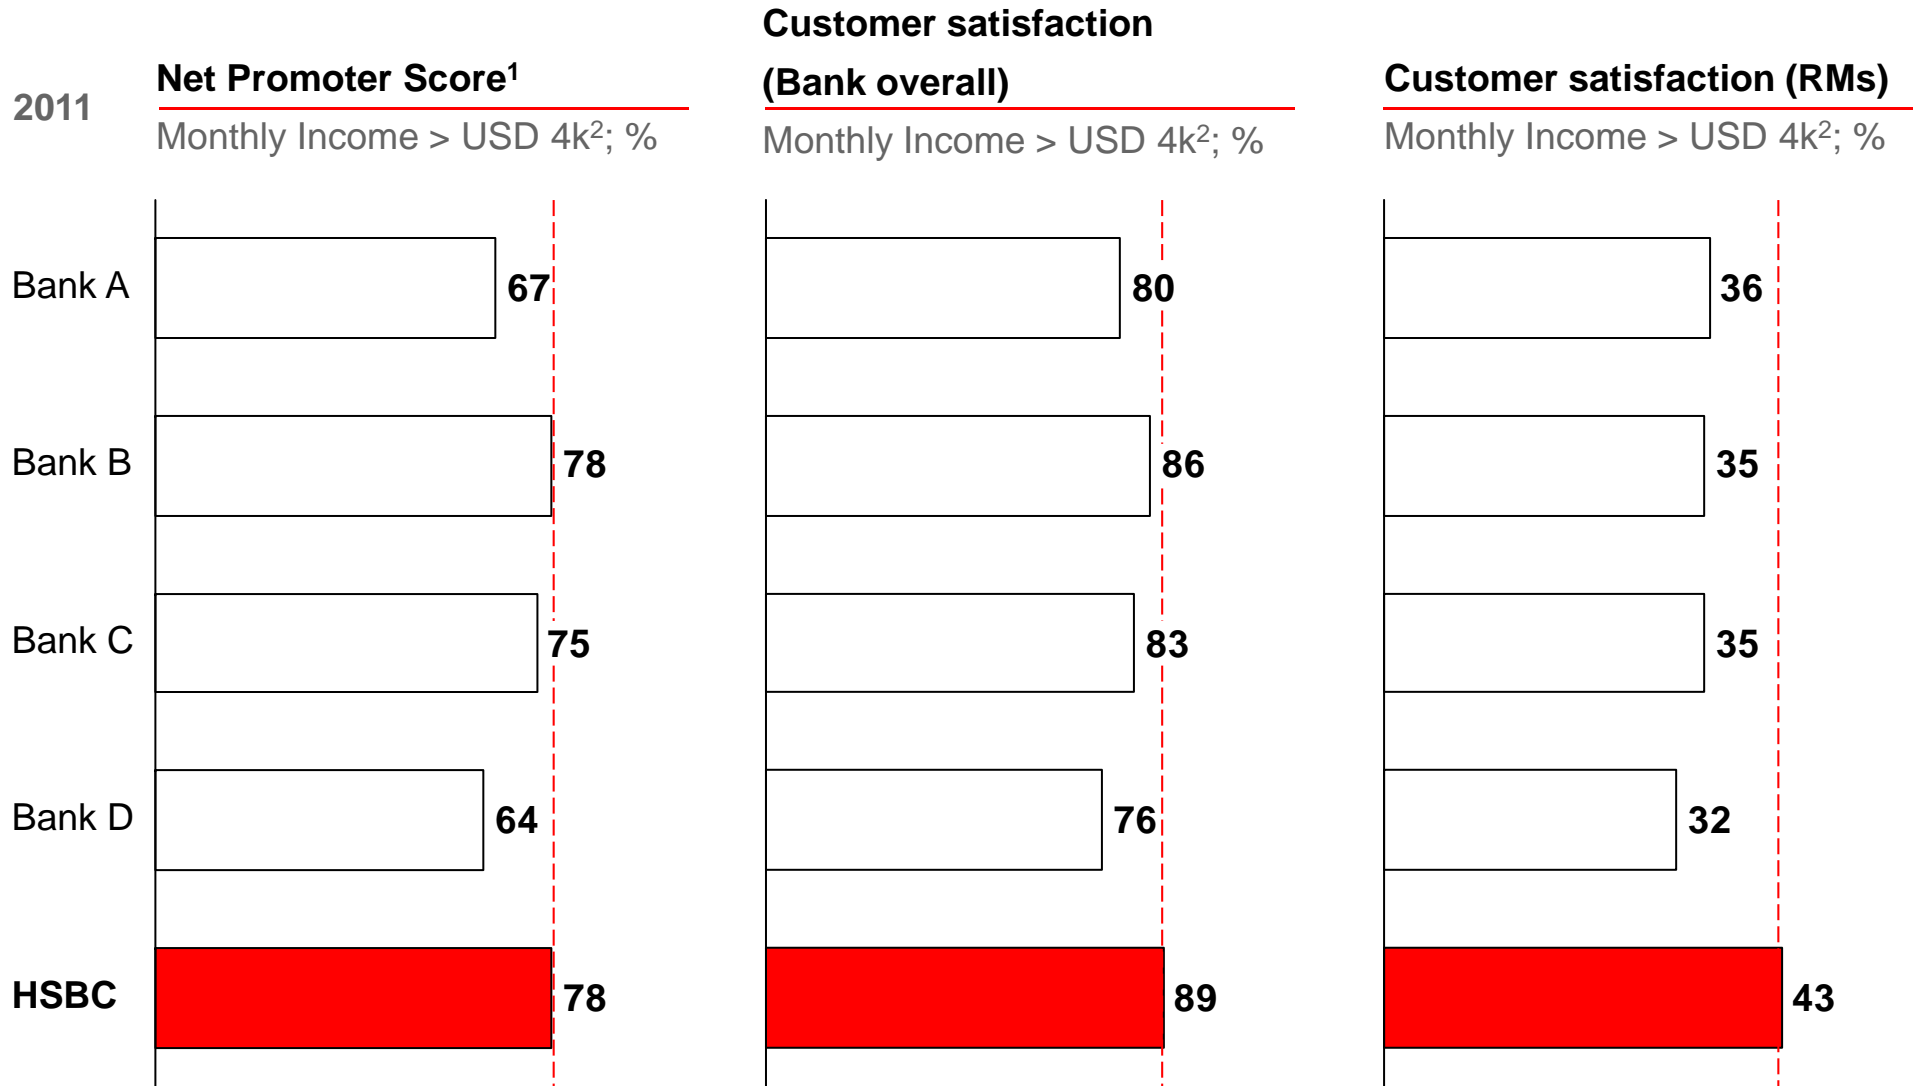 2011
Net Promoter Score¹
Monthly Income > USD 4k²; %
Customer satisfaction
(Bank overall)
Monthly Income > USD 4k²; %
Customer satisfaction (RMs)
Monthly Income > USD 4k²; %
Bank A 67 80 36
Bank B 78 86 35
Bank C 75 83 35
Bank D 64 76 32
HSBC 78 89 43